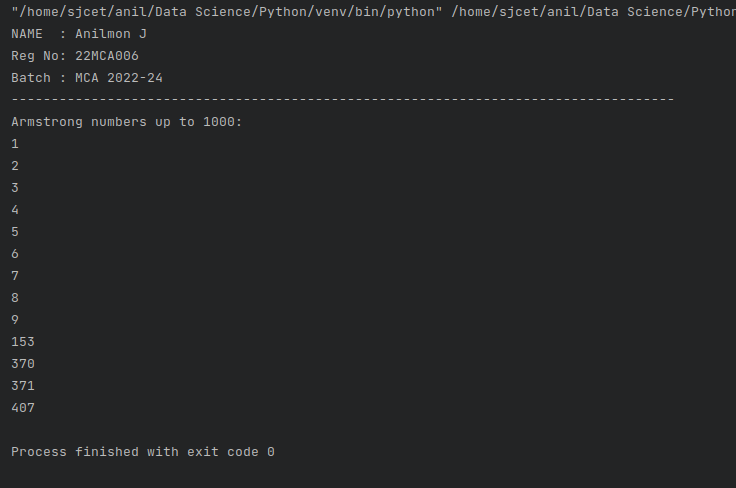 "/home/sjcet/anil/Data Science/Python/venv/bin/python" /home/sjcet/anil/Data Science/Python
NAME  : Anilmon J
Reg No: 22MCA006
Batch : MCA 2022-24
-----------------------------------------------------------------------------------
Armstrong numbers up to 1000:
1
2
3
4
5
6
7
8
9
153
370
371
407
Process finished with exit code 0